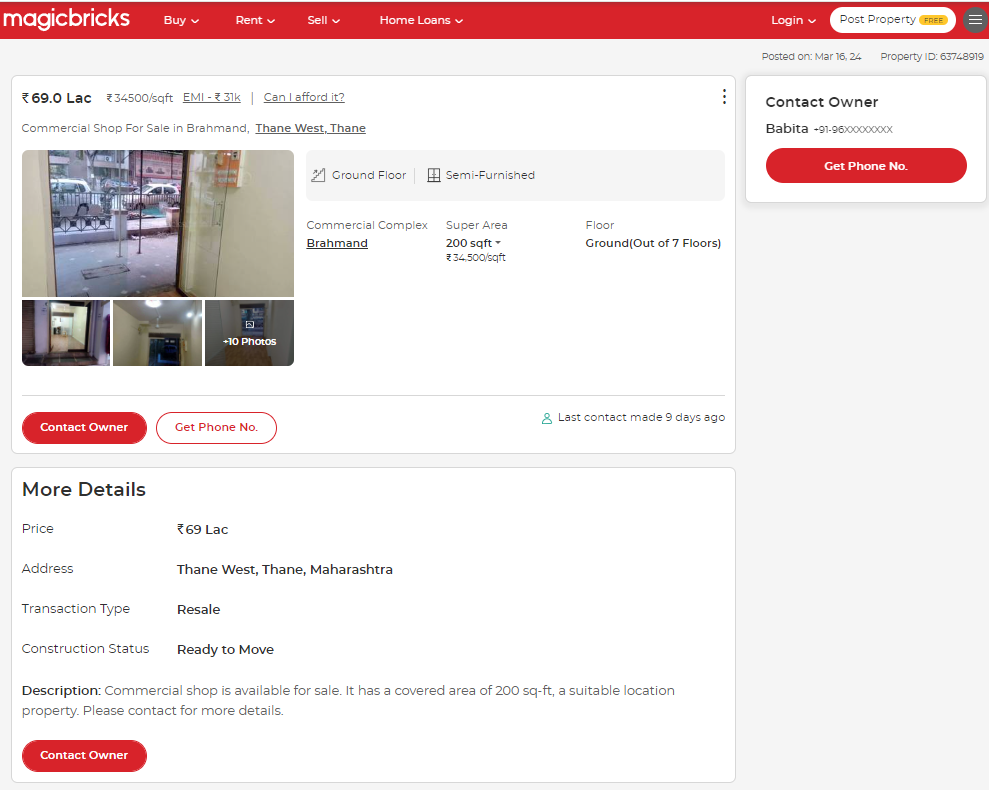 magicbricks
Buy
Rent
Sell
Home Loans
Login
Post Property FREE
Posted on: Mar 16, 24 Property ID: 63748919
₹69.0 Lac ₹34500/sqft EMI - ₹ 31k | Can I afford it?
Commercial Shop For Sale in Brahmand, Thane West, Thane
Ground Floor
Semi-Furnished
Commercial Complex
Brahmand
Super Area
200 sqft
₹34,500/sqft
Floor
Ground(Out of 7 Floors)
+10 Photos
Contact Owner
Get Phone No.
Last contact made 9 days ago
Contact Owner
Babita +91-96XXXXXXXX
Get Phone No.
More Details
Price ₹69 Lac
Address Thane West, Thane, Maharashtra
Transaction Type Resale
Construction Status Ready to Move
Description: Commercial shop is available for sale. It has a covered area of 200 sq-ft, a suitable location
property. Please contact for more details.
Contact Owner